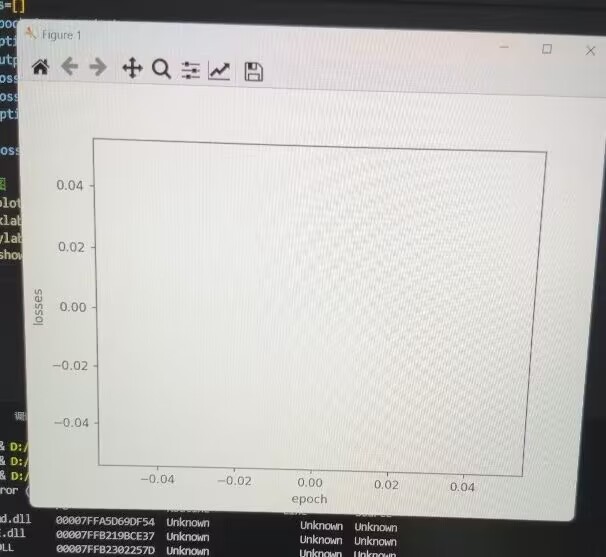 s=[]
Figure 1
0.04
0.02
0.00
−0.02
−0.04
losses
−0.04
−0.02
0.00
0.02
0.04
epoch
& D:/
& D:/
& D:/
d.dll 00007FFA5D69DF54 Unknown Unknown Unknown
.dll 00007FFB219BCE37 Unknown Unknown Unknown
LL 00007FFB2302257D Unknown Unknown Unknown